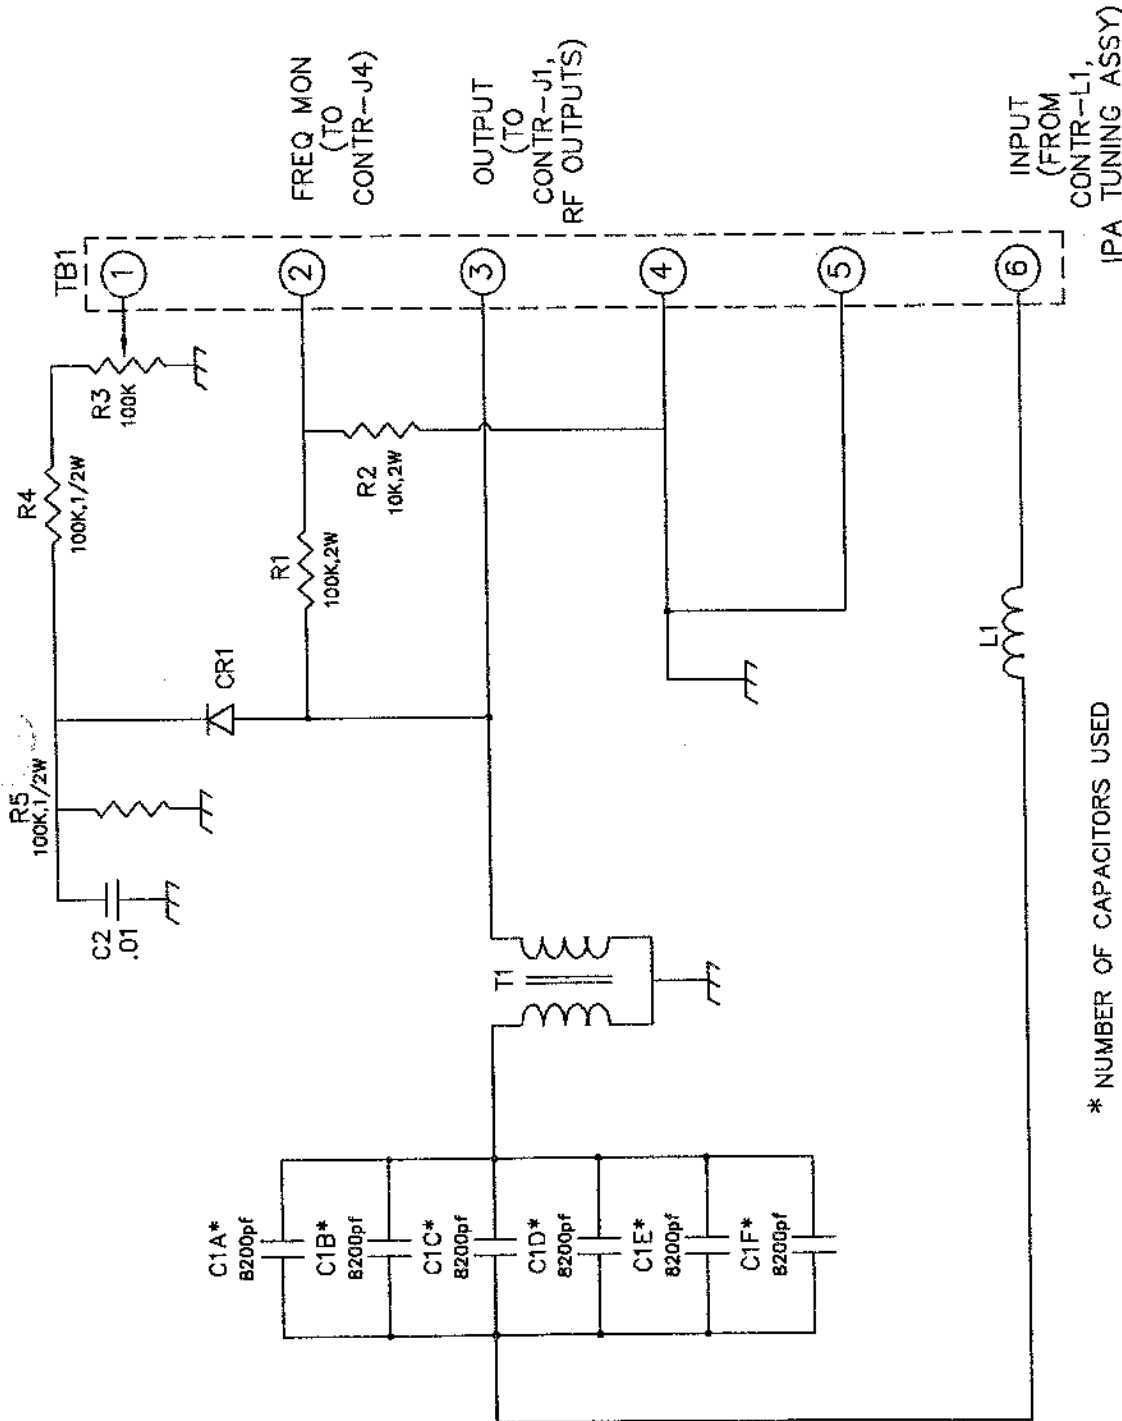 TB1
1
2
3
4
5
6
FREQ MON
(TO
CONTR-J4)
OUTPUT
(TO
CONTR-J1,
RF OUTPUTS)
INPUT
(FROM
CONTR-L1,
IPA TUNING ASSY)
R3
100K
R4
100K,1/2W
R2
10K,2W
R1
100K,2W
CR1
R5
100K,1/2W
C2
.01
T1
L1
C1A*
8200pf
C1B*
8200pf
C1C*
8200pf
C1D*
8200pf
C1E*
8200pf
C1F*
8200pf
* NUMBER OF CAPACITORS USED